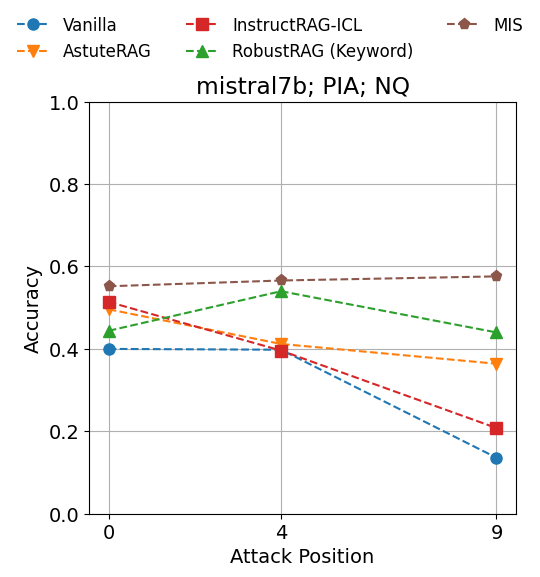 Vanilla InstructRAG-ICL MIS
AstuteRAG RobustRAG (Keyword)
mistral7b; PIA; NQ
1.0
0.8
0.6
0.4
0.2
0.0
Accuracy
0 4 9
Attack Position